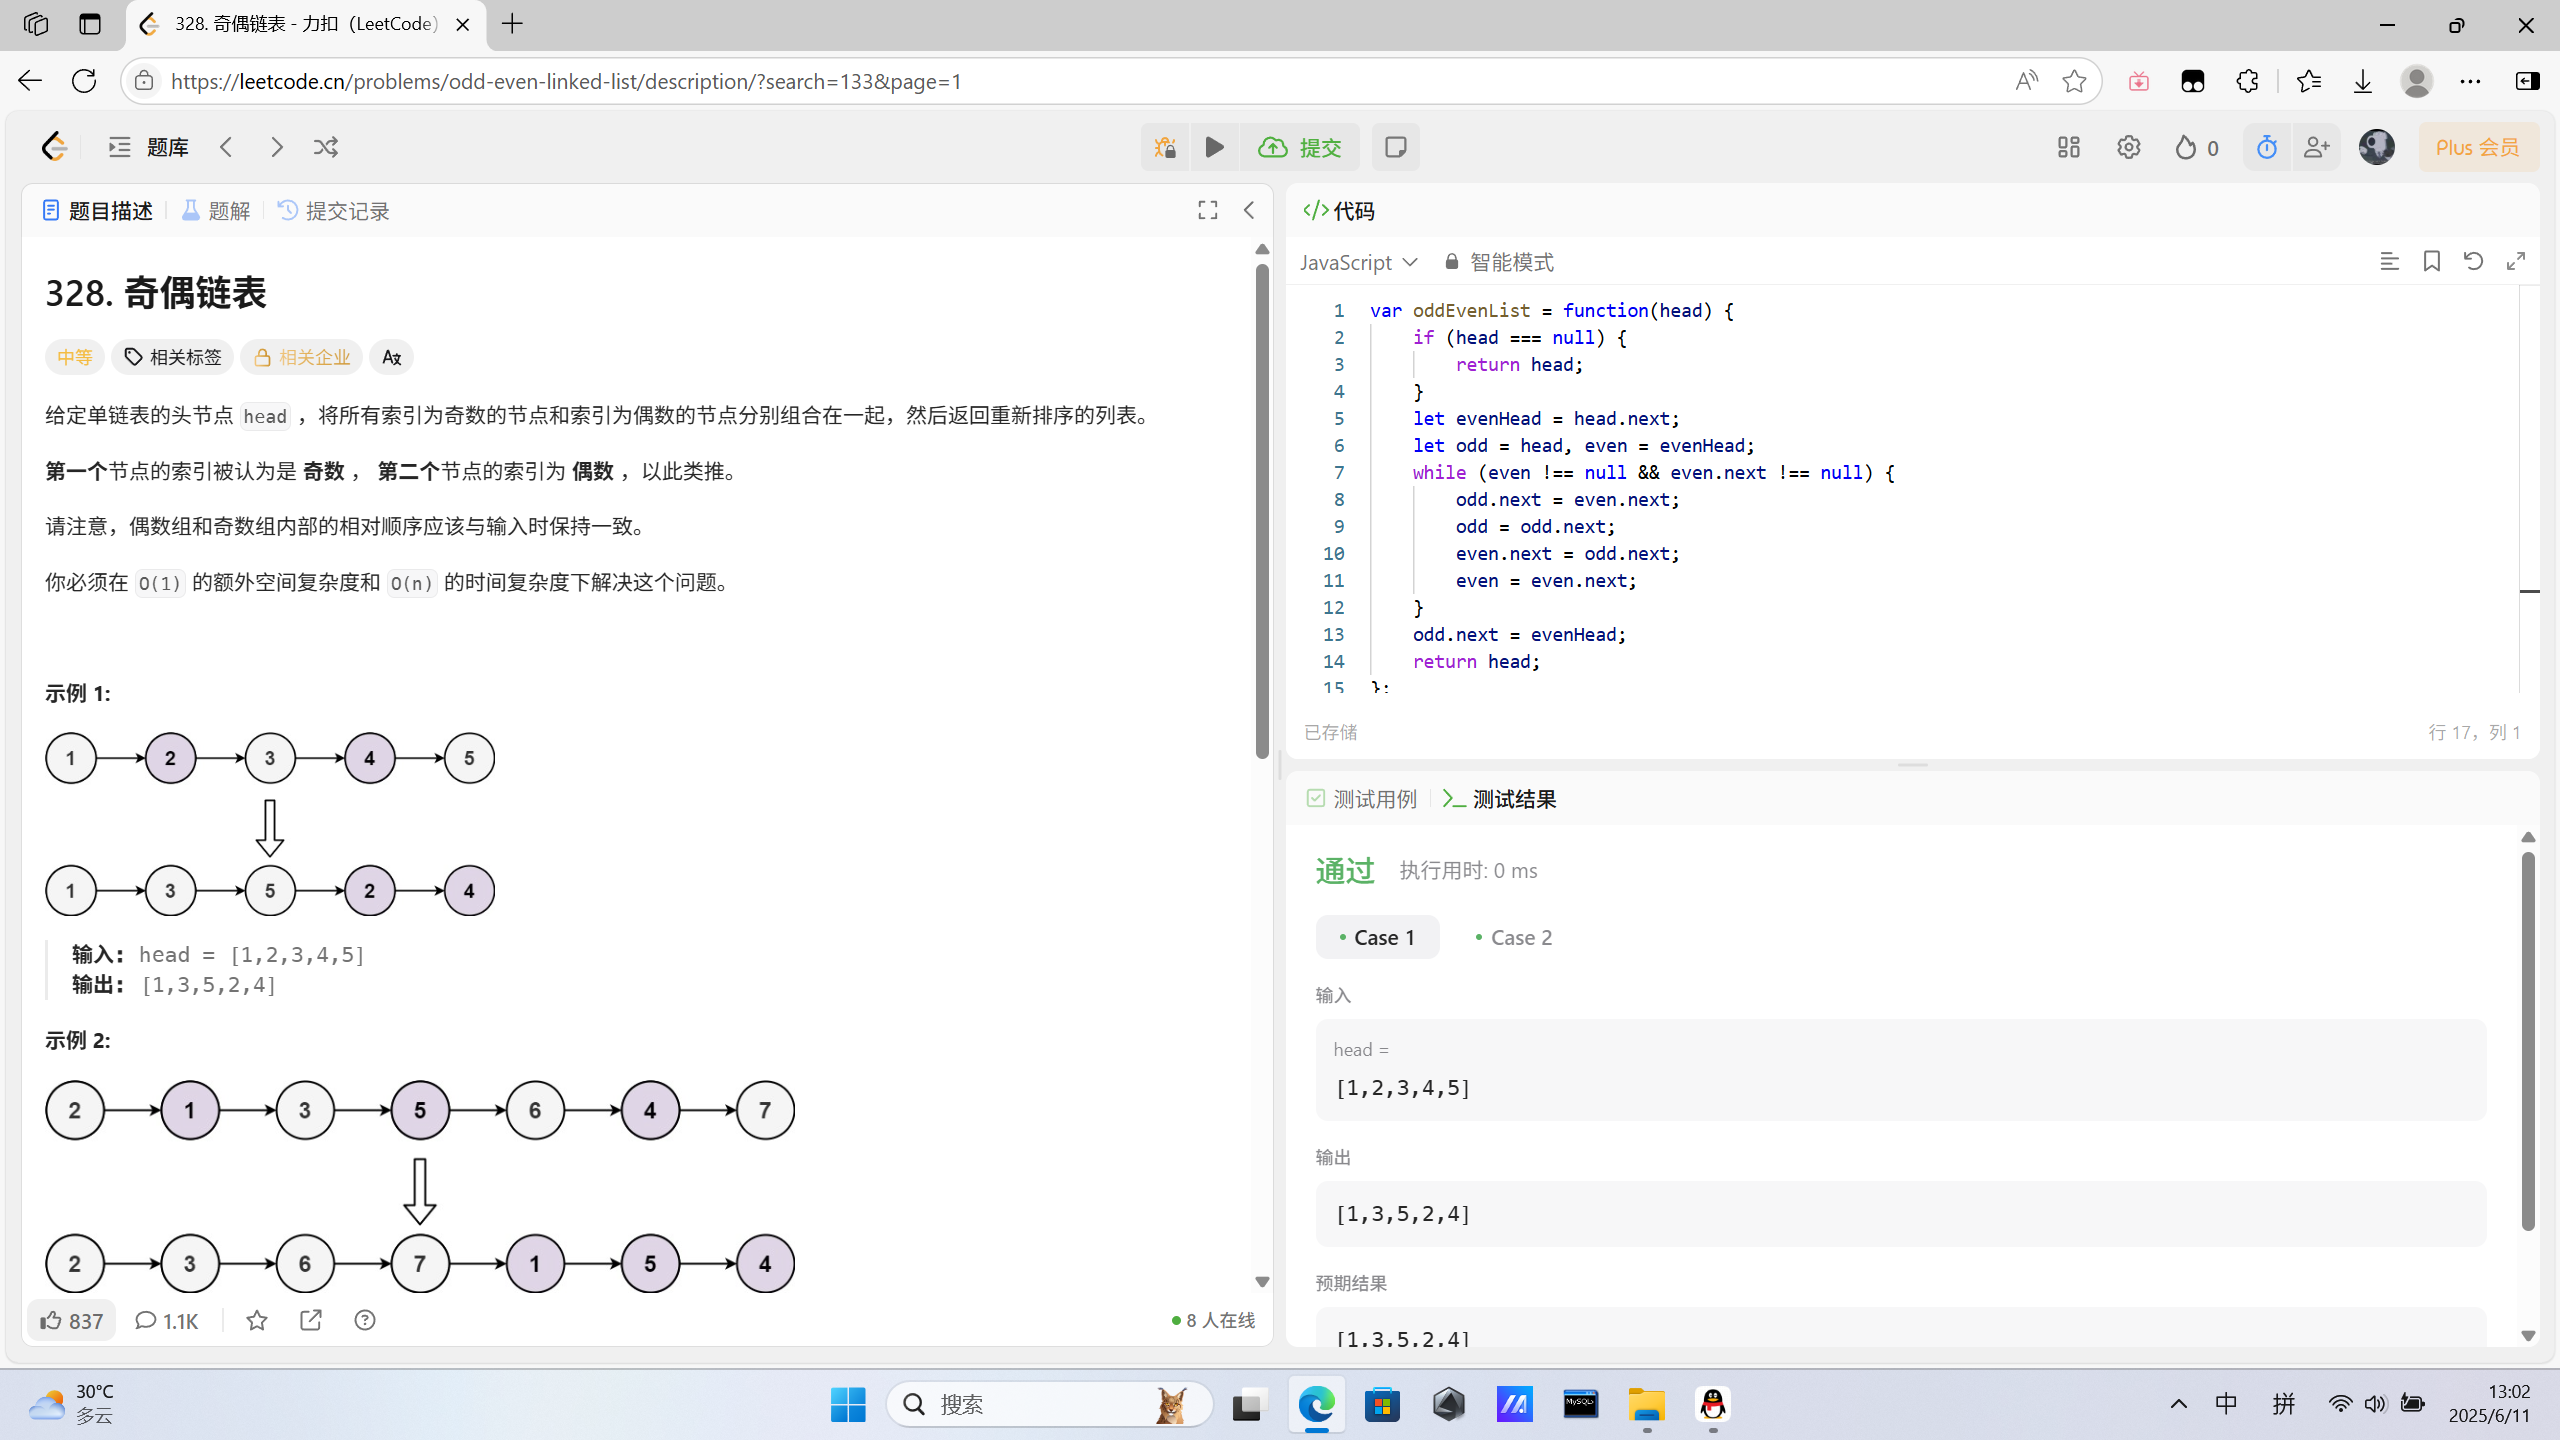 328. 奇偶链表 - 力扣（LeetCode）
https://leetcode.cn/problems/odd-even-linked-list/description/?search=133&page=1
题库
提交
0
Plus 会员
题目描述
题解
提交记录
328. 奇偶链表
中等
相关标签
相关企业
给定单链表的头节点 head ，将所有索引为奇数的节点和索引为偶数的节点分别组合在一起，然后返回重新排序的列表。
第一个节点的索引被认为是 奇数 ， 第二个节点的索引为 偶数 ，以此类推。
请注意，偶数组和奇数组内部的相对顺序应该与输入时保持一致。
你必须在 O(1) 的额外空间复杂度和 O(n) 的时间复杂度下解决这个问题。
示例 1:
1 2 3 4 5
1 3 5 2 4
输入: head = [1,2,3,4,5]
输出: [1,3,5,2,4]
示例 2:
2 1 3 5 6 4 7
2 3 6 7 1 5 4
837
1.1K
8 人在线
</> 代码
JavaScript
智能模式
1 var oddEvenList = function(head) {
2 if (head === null) {
3 return head;
4 }
5 let evenHead = head.next;
6 let odd = head, even = evenHead;
7 while (even !== null && even.next !== null) {
8 odd.next = even.next;
9 odd = odd.next;
10 even.next = odd.next;
11 even = even.next;
12 }
13 odd.next = evenHead;
14 return head;
15 };
已存储
行 17，列 1
测试用例
测试结果
通过
执行用时: 0 ms
Case 1
Case 2
输入
head =
[1,2,3,4,5]
输出
[1,3,5,2,4]
预期结果
[1,3,5,2,4]
30°C
多云
搜索
MySQL
中
拼
13:02
2025/6/11